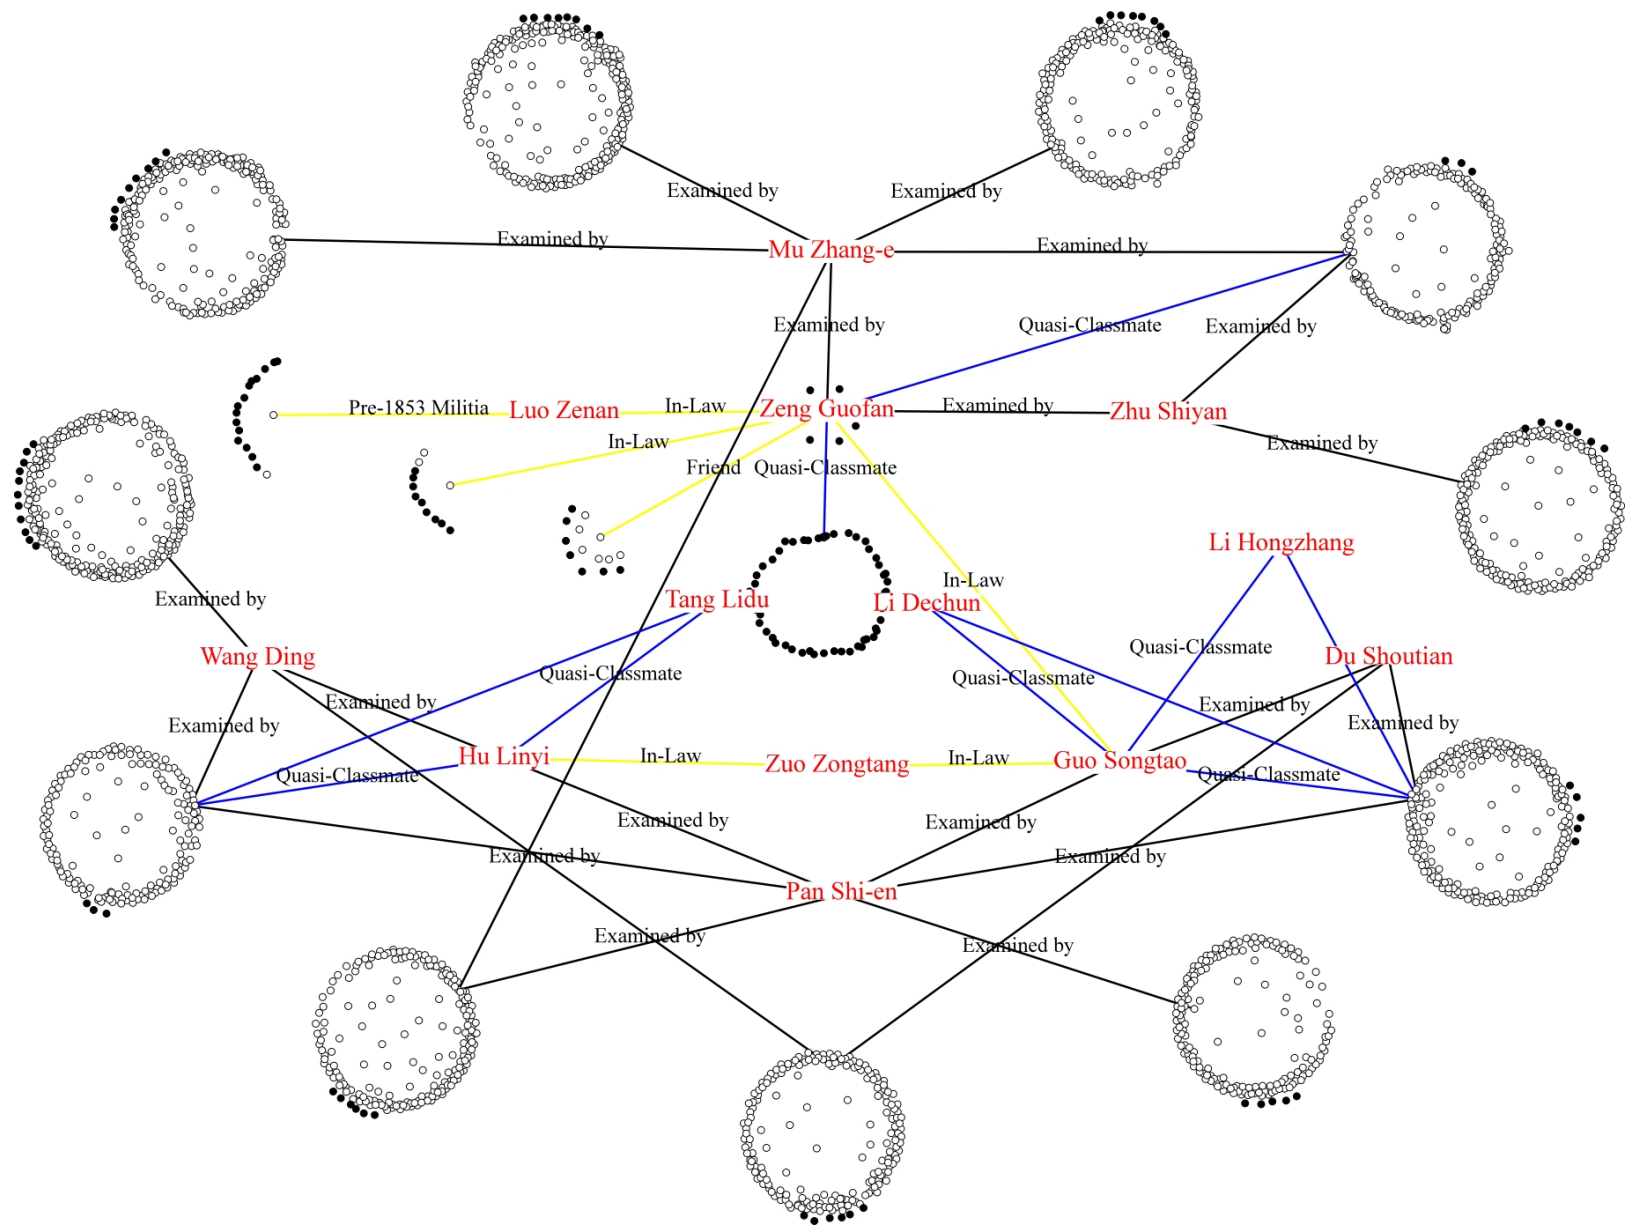 Examined by
Examined by
Examined by
Mu Zhang-e
Examined by
Examined by
Quasi-Classmate
Examined by
Pre-1853 Militia
Luo Zenan
In-Law
Zeng Guofan
Examined by
Zhu Shiyan
In-Law
Examined by
Friend
Quasi-Classmate
Li Hongzhang
In-Law
Examined by
Tang Lidu
Li Dechun
Quasi-Classmate
Wang Ding
Du Shoutian
Quasi-Classmate
Quasi-Classmate
Examined by
Examined by
Examined by
Examined by
Hu Linyi
In-Law
Zuo Zongtang
In-Law
Guo Songtao
Quasi-Classmate
Quasi-Classmate
Examined by
Examined by
Examined by
Examined by
Pan Shi-en
Examined by
Examined by